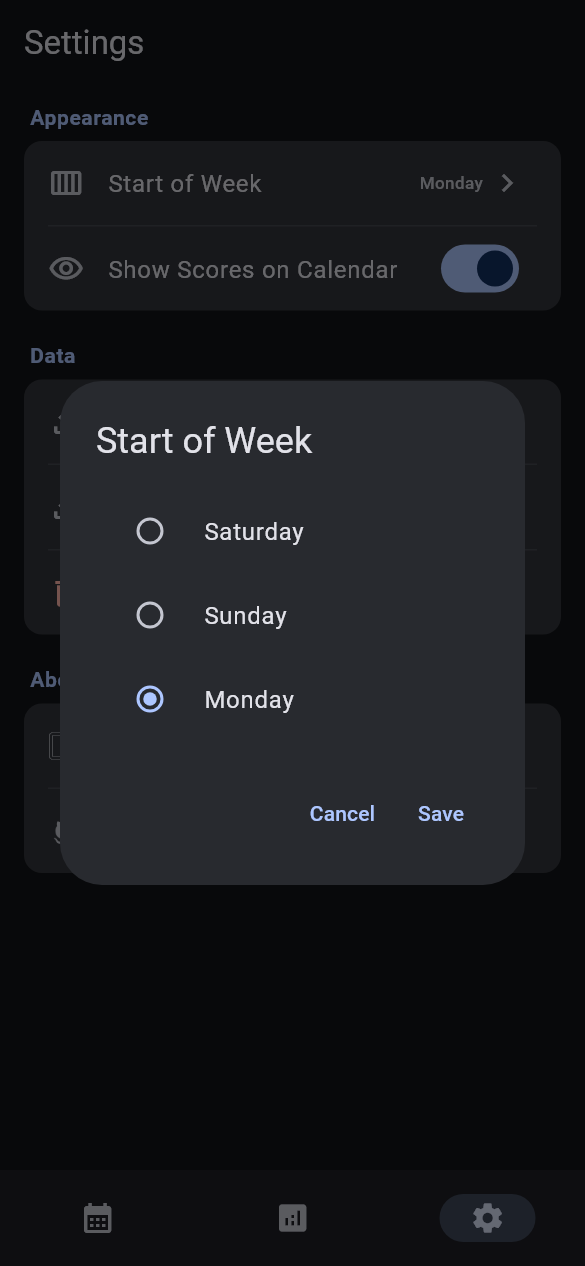 Settings
Appearance
Start of Week
Monday
Show Scores on Calendar
Data
Start of Week
Saturday
Sunday
Monday
Cancel
Save